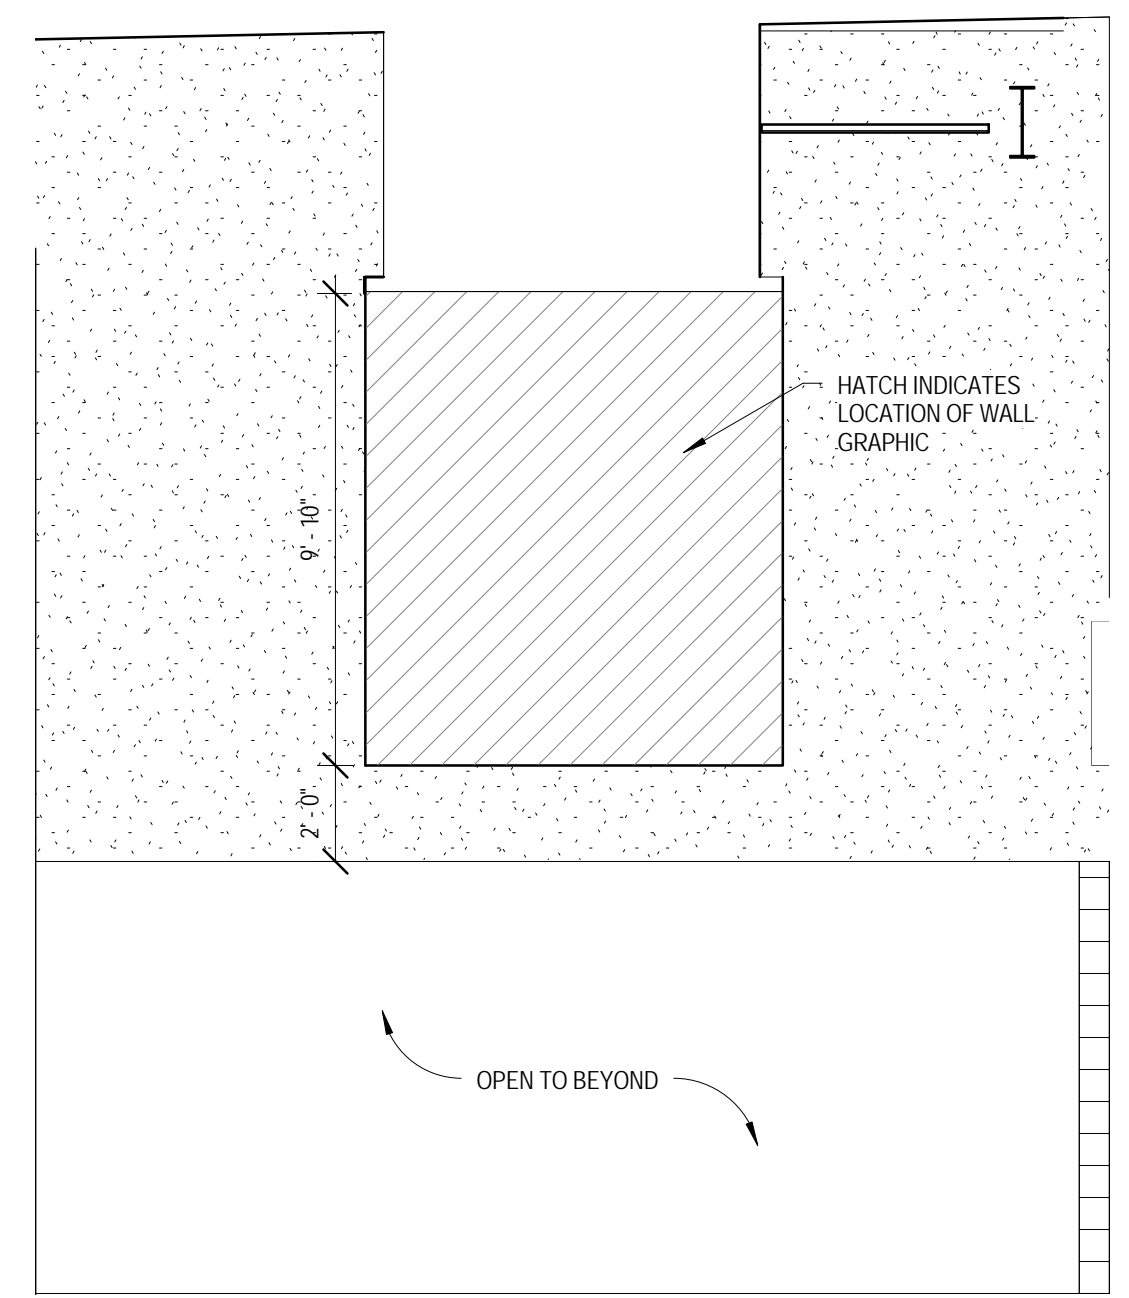 HATCH INDICATES
LOCATION OF WALL
GRAPHIC
9' - 10"
2' - 0"
OPEN TO BEYOND